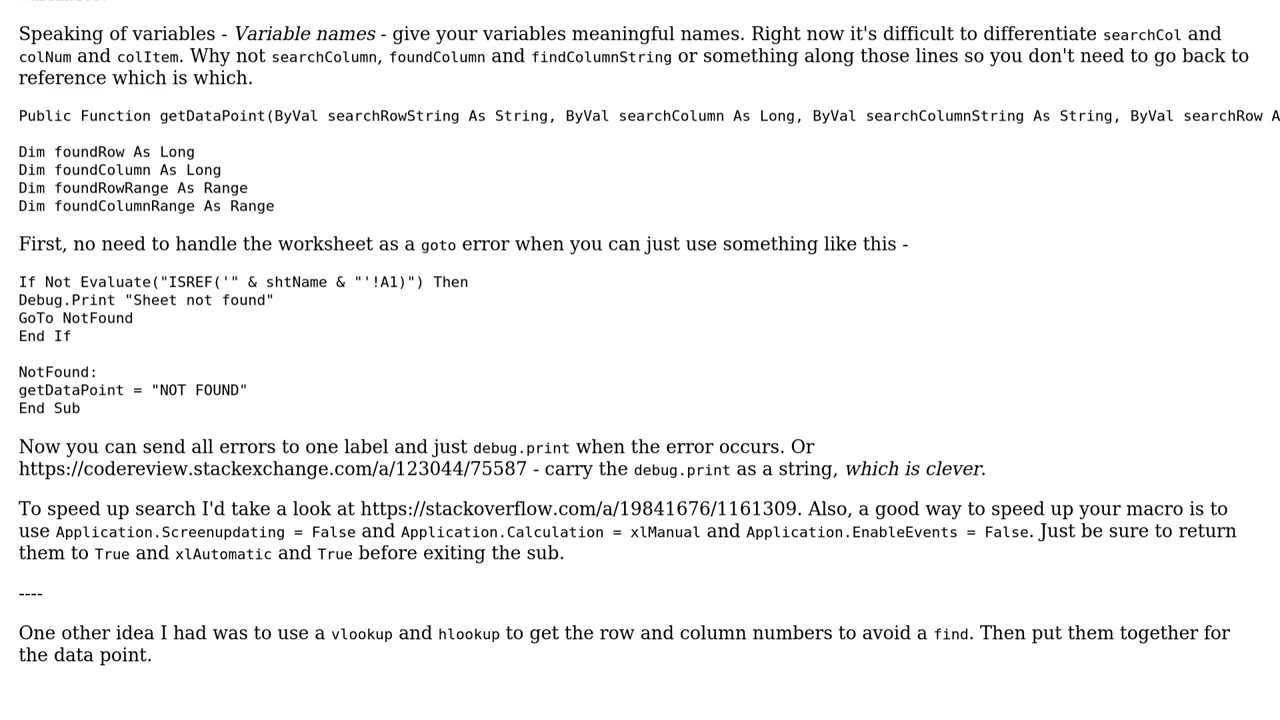 Speaking of variables - Variable names - give your variables meaningful names. Right now it's difficult to differentiate searchCol and
colNum and colItem. Why not searchColumn, foundColumn and findColumnString or something along those lines so you don't need to go back to
reference which is which.
Public Function getDataPoint(ByVal searchRowString As String, ByVal searchColumn As Long, ByVal searchColumnString As String, ByVal searchRow A
Dim foundRow As Long
Dim foundColumn As Long
Dim foundRowRange As Range
Dim foundColumnRange As Range
First, no need to handle the worksheet as a goto error when you can just use something like this -
If Not Evaluate("ISREF('" & shtName & "'!A1)") Then
Debug.Print "Sheet not found"
GoTo NotFound
End If
NotFound:
getDataPoint = "NOT FOUND"
End Sub
Now you can send all errors to one label and just debug.print when the error occurs. Or
https://codereview.stackexchange.com/a/123044/75587 - carry the debug.print as a string, which is clever.
To speed up search I'd take a look at https://stackoverflow.com/a/19841676/1161309. Also, a good way to speed up your macro is to
use Application.Screenupdating = False and Application.Calculation = xlManual and Application.EnableEvents = False. Just be sure to return
them to True and xlAutomatic and True before exiting the sub.
----
One other idea I had was to use a vlookup and hlookup to get the row and column numbers to avoid a find. Then put them together for
the data point.